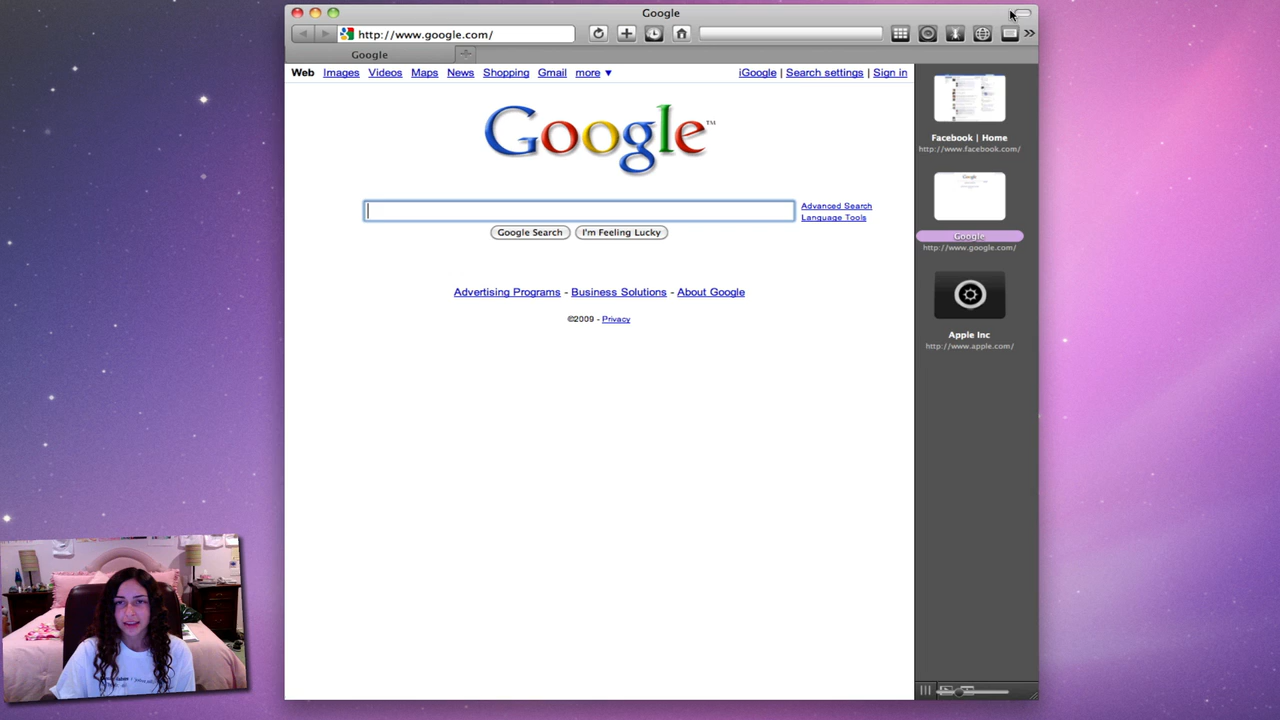 Google
http://www.google.com/
Google
Web Images Videos Maps News Shopping Gmail more ▼
iGoogle | Search settings | Sign in
Google™
Advanced Search
Language Tools
Google Search I'm Feeling Lucky
Advertising Programs - Business Solutions - About Google
©2009 - Privacy
Facebook | Home
http://www.facebook.com/
Google
http://www.google.com/
Apple Inc
http://www.apple.com/